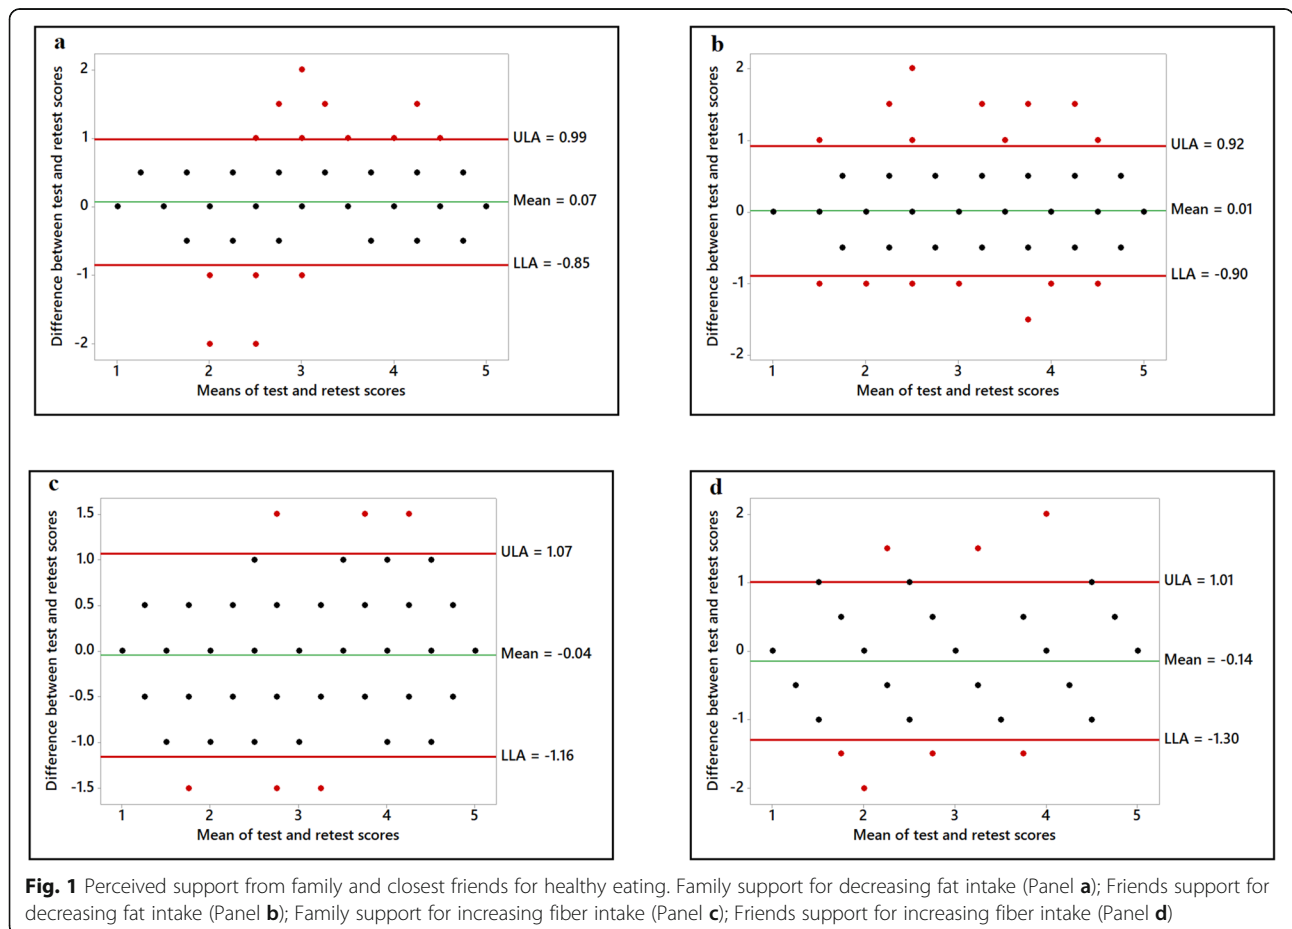 a
Difference between test and retest scores
2
1
0
-1
-2
ULA = 0.99
Mean = 0.07
LLA = -0.85
1 2 3 4 5
Means of test and retest scores
b
Difference between test and retest scores
2
1
0
-1
-2
ULA = 0.92
Mean = 0.01
LLA = -0.90
1 2 3 4 5
Means of test and retest scores
c
Difference between test and retest scores
1.5
1.0
0.5
0.0
-0.5
-1.0
-1.5
ULA = 1.07
Mean = -0.04
LLA = -1.16
1 2 3 4 5
Mean of test and retest scores
d
Difference between test and retest scores
2
1
0
-1
-2
ULA = 1.01
Mean = -0.14
LLA = -1.30
1 2 3 4 5
Mean of test and retest scores
Fig. 1 Perceived support from family and closest friends for healthy eating. Family support for decreasing fat intake (Panel a); Friends support for
decreasing fat intake (Panel b); Family support for increasing fiber intake (Panel c); Friends support for increasing fiber intake (Panel d)